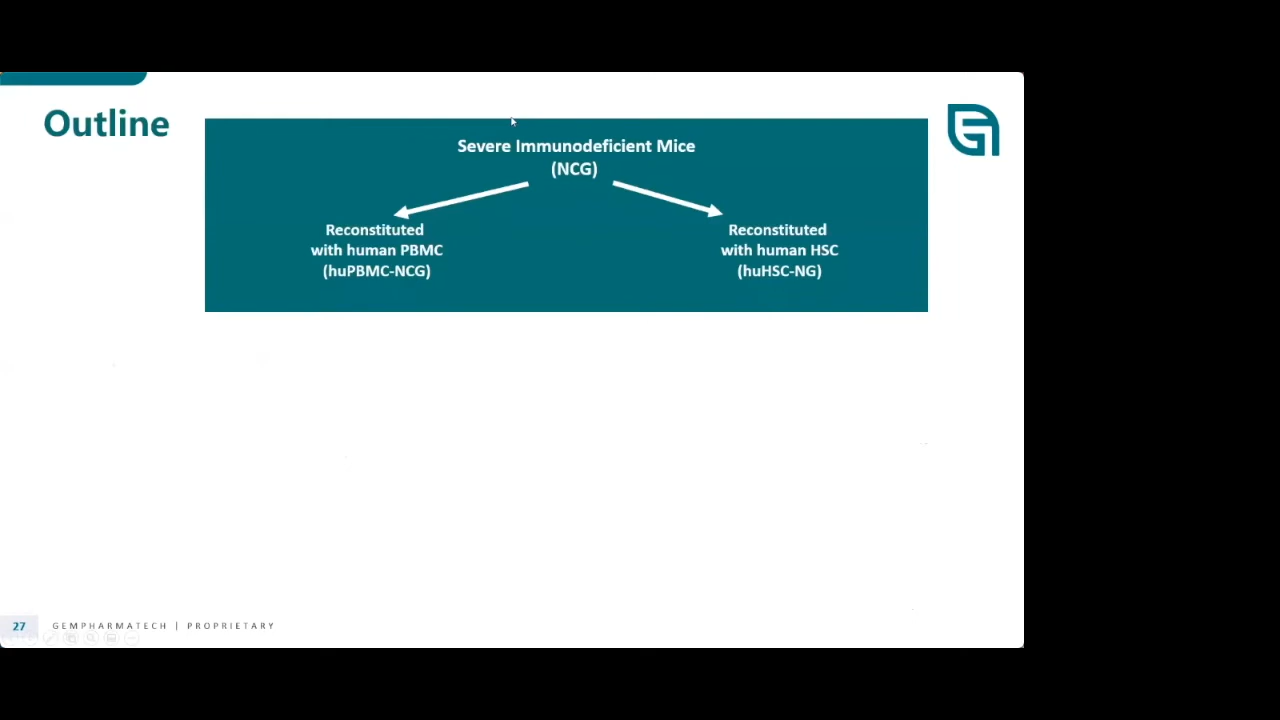 Outline
Severe Immunodeficient Mice
(NCG)
Reconstituted
with human PBMC
(huPBMC-NCG)
Reconstituted
with human HSC
(huHSC-NG)
27
GEMPHARMATECH | PROPRIETARY